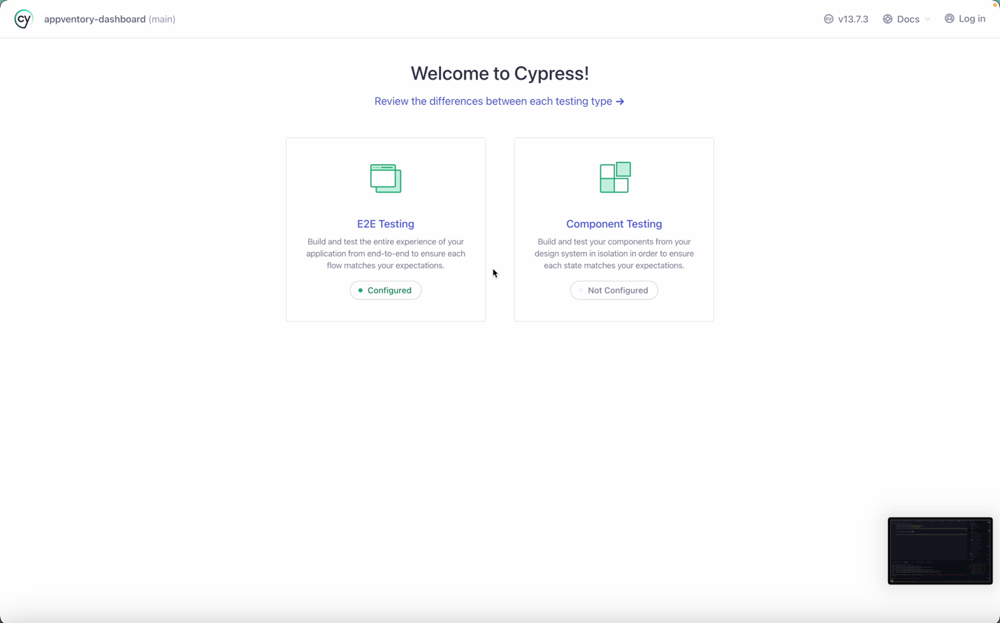 cy appventory-dashboard (main)
v13.7.3 Docs Log in
Welcome to Cypress!
Review the differences between each testing type →
E2E Testing
Build and test the entire experience of your
application from end-to-end to ensure each
flow matches your expectations.
Configured
Component Testing
Build and test your components from your
design system in isolation in order to ensure
each state matches your expectations.
Not Configured